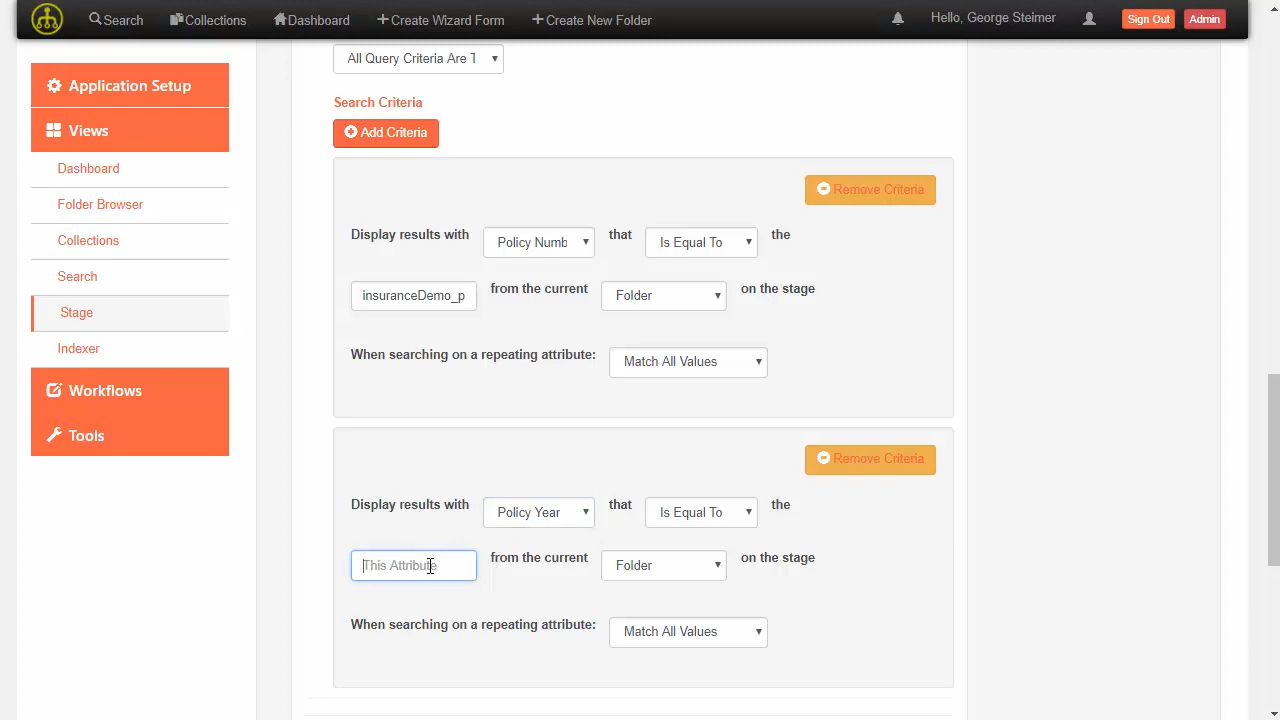 Search Collections Dashboard Create Wizard Form Create New Folder Hello, George Steimer Sign Out Admin
Application Setup
Views
Dashboard
Folder Browser
Collections
Search
Stage
Indexer
Workflows
Tools
All Query Criteria Are T
Search Criteria
Add Criteria
Remove Criteria
Display results with Policy Numb that Is Equal To the
insuranceDemo_p from the current Folder on the stage
When searching on a repeating attribute: Match All Values
Remove Criteria
Display results with Policy Year that Is Equal To the
This Attribute from the current Folder on the stage
When searching on a repeating attribute: Match All Values